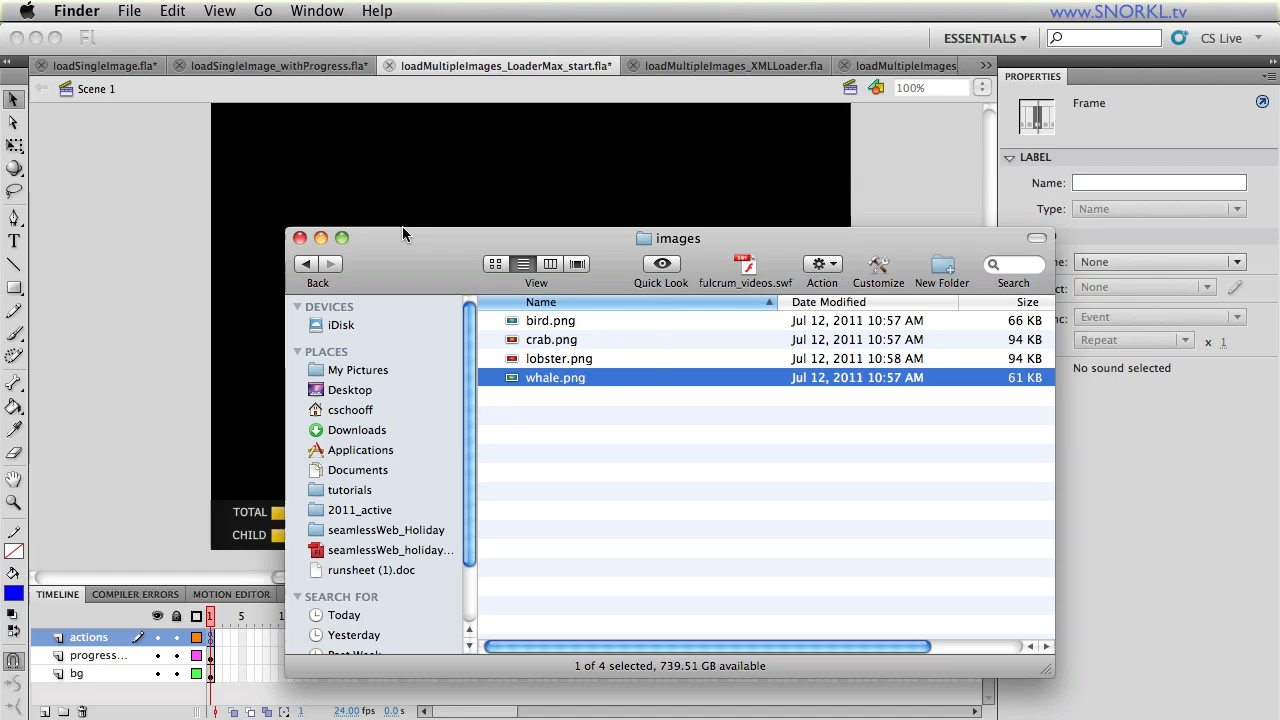 Finder File Edit View Go Window Help www.SNORKL.tv
Fl ESSENTIALS CS Live
loadSingleImage.fla* loadSingleImage_withProgress.fla* loadMultipleImages_LoaderMax_start.fla* loadMultipleImages_XMLLoader.fla loadMultipleImages
Scene 1 100%
PROPERTIES
Frame
LABEL
Name:
Type: Name
None
None
Event
Repeat x 1
No sound selected
TOTAL
CHILD
images
Back View Quick Look fulcrum_videos.swf Action Customize New Folder Search
Name Date Modified Size
bird.png Jul 12, 2011 10:57 AM 66 KB
crab.png Jul 12, 2011 10:57 AM 94 KB
lobster.png Jul 12, 2011 10:58 AM 94 KB
whale.png Jul 12, 2011 10:57 AM 61 KB
DEVICES
iDisk
PLACES
My Pictures
Desktop
cschooff
Downloads
Applications
Documents
tutorials
2011_active
seamlessWeb_Holiday
seamlessWeb_holiday...
runsheet (1).doc
SEARCH FOR
Today
Yesterday
1 of 4 selected, 739.51 GB available
TIMELINE COMPILER ERRORS MOTION EDITOR
1 5
actions
progress...
bg
1 24.00 fps 0.0 s